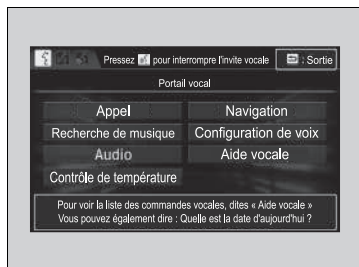 Pressez pour interrompre l'invite vocale : Sortie
Portail vocal
Appel Navigation
Recherche de musique Configuration de voix
Audio Aide vocale
Contrôle de température
Pour voir la liste des commandes vocales, dites « Aide vocale »
Vous pouvez également dire : Quelle est la date d'aujourd'hui ?